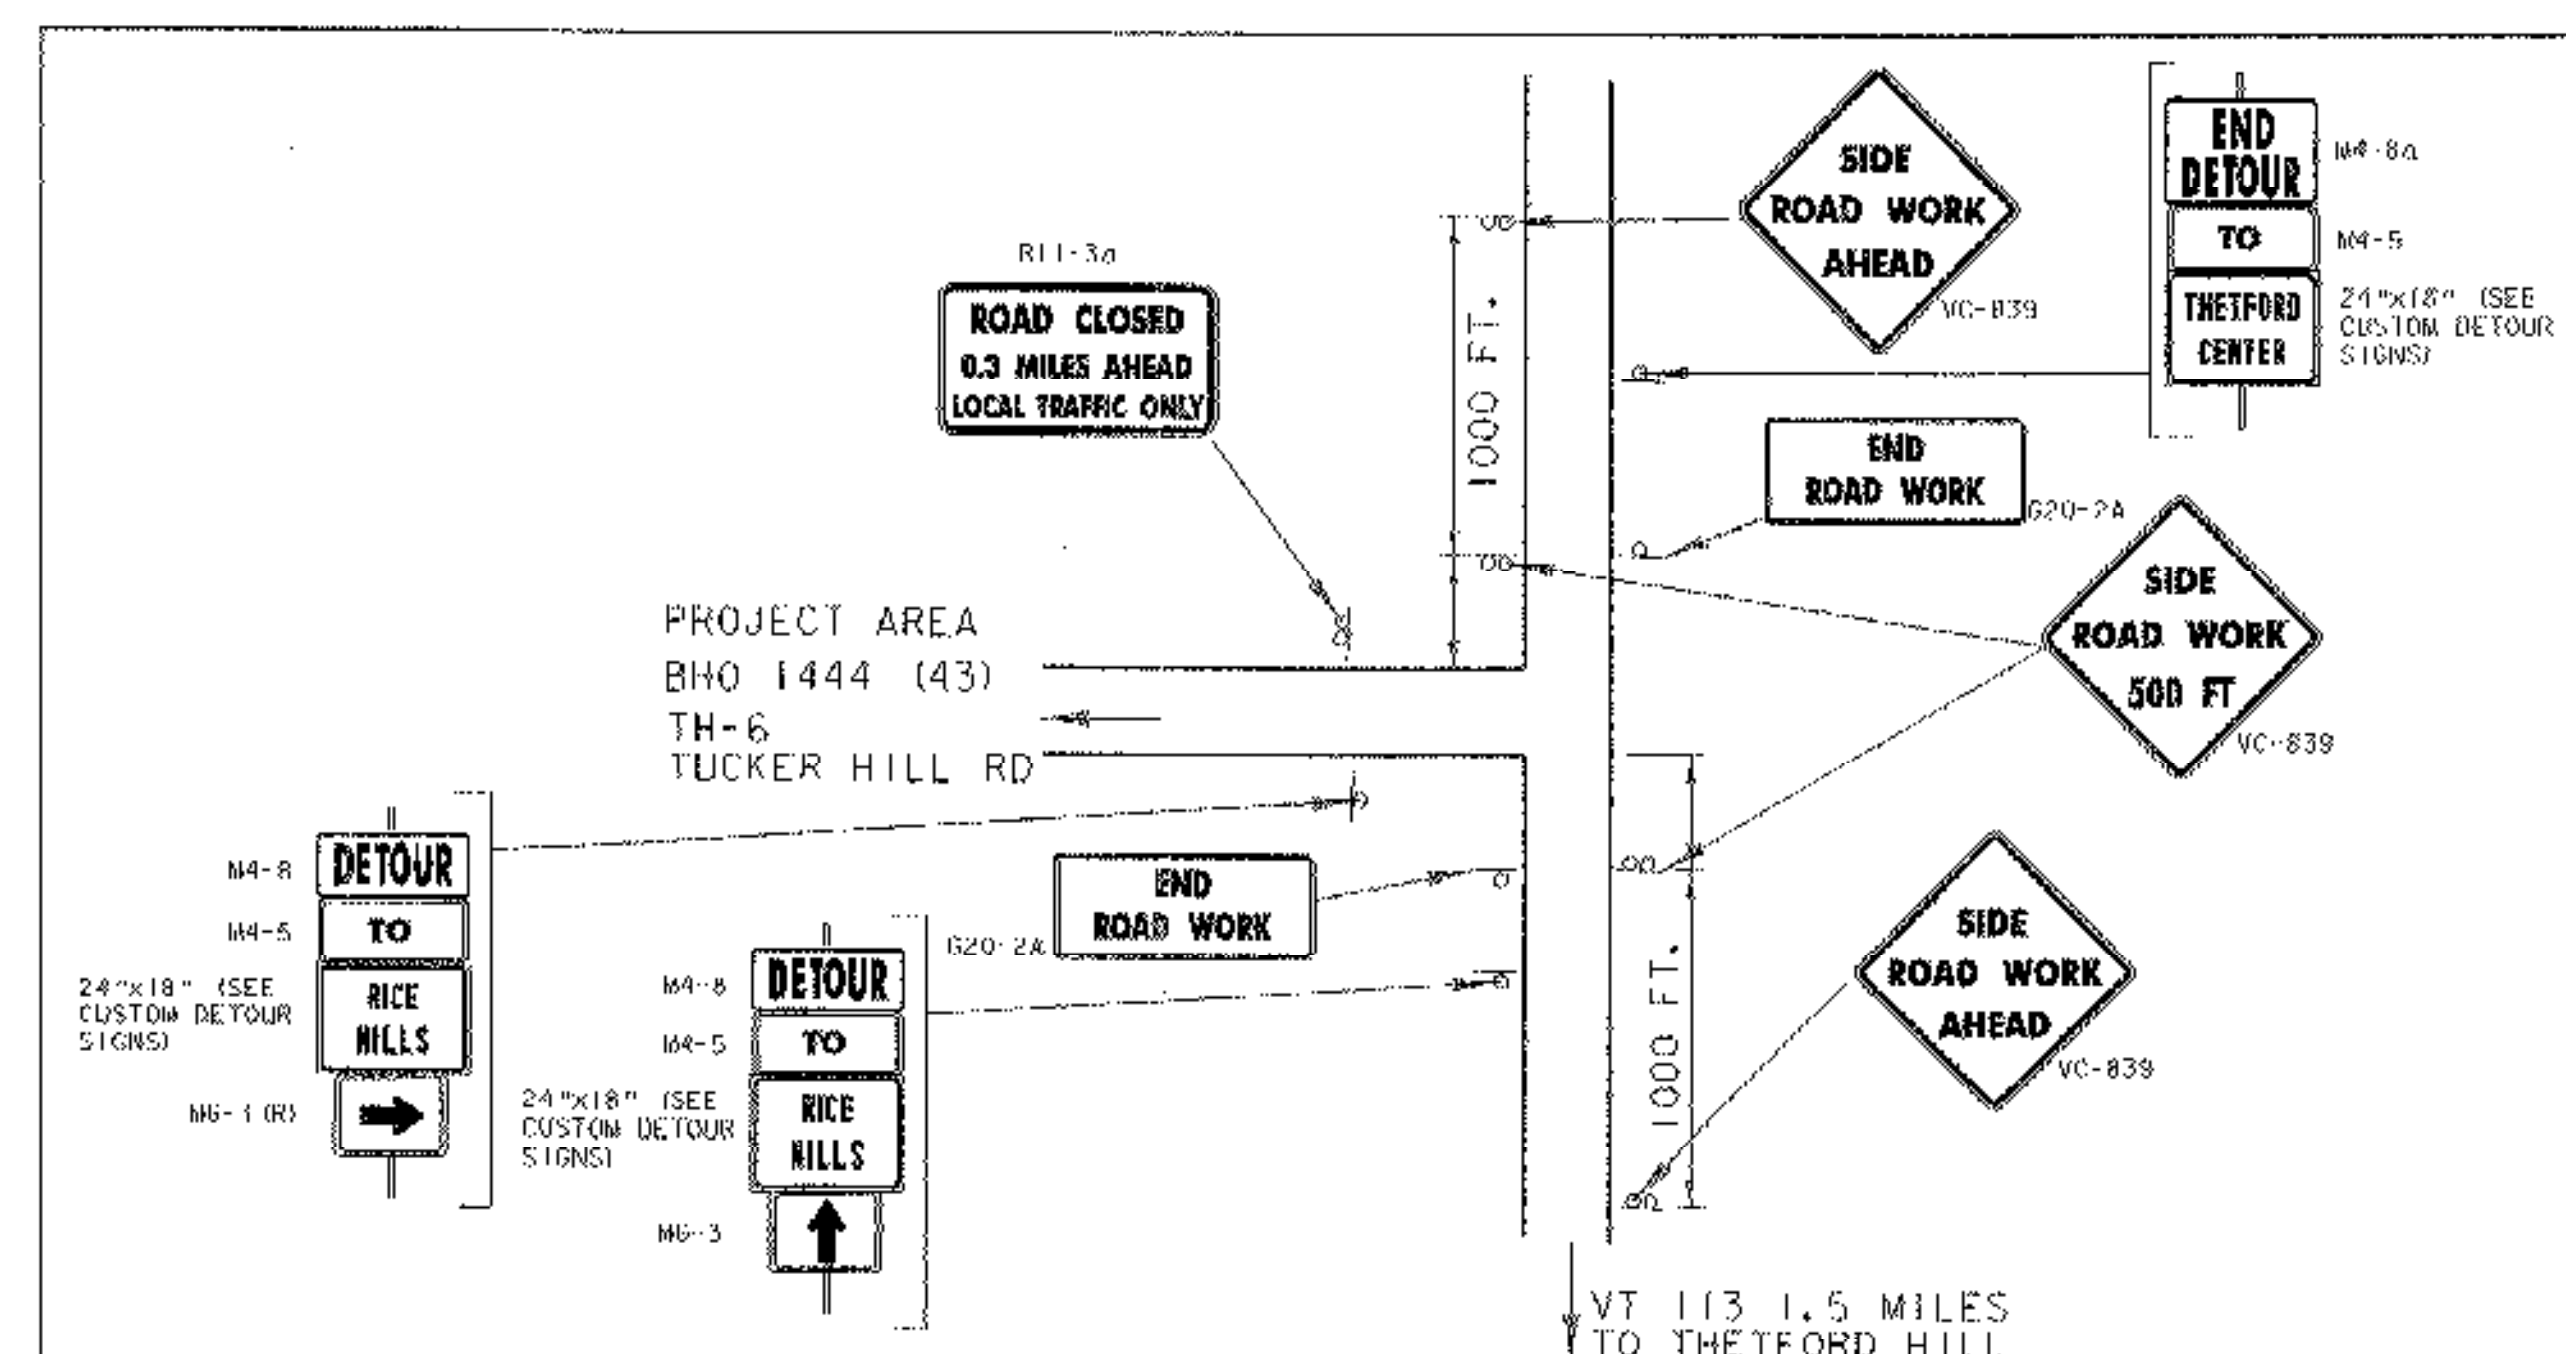 SIDE
ROAD WORK
AHEAD
VC-839
END
DETOUR
M4-8a
TO
M4-5
THETFORD
CENTER
24"x18" (SEE
CUSTOM DETOUR
SIGNS)
R11-3a
ROAD CLOSED
0.3 MILES AHEAD
LOCAL TRAFFIC ONLY
1000 FT.
END
ROAD WORK
G20-2A
SIDE
ROAD WORK
500 FT
VC-839
PROJECT AREA
BHO 1444 (43)
TH-6
TUCKER HILL RD
M4-8
DETOUR
M4-5
TO
24"x18" (SEE
CUSTOM DETOUR
SIGNS)
RICE
MILLS
M6-1(R)
END
ROAD WORK
G20-2A
M4-8
DETOUR
M4-5
TO
24"x18" (SEE
CUSTOM DETOUR
SIGNS)
RICE
MILLS
M6-3
1000 FT.
SIDE
ROAD WORK
AHEAD
VC-839
VT 113 1.5 MILES
TO THETFORD HILL